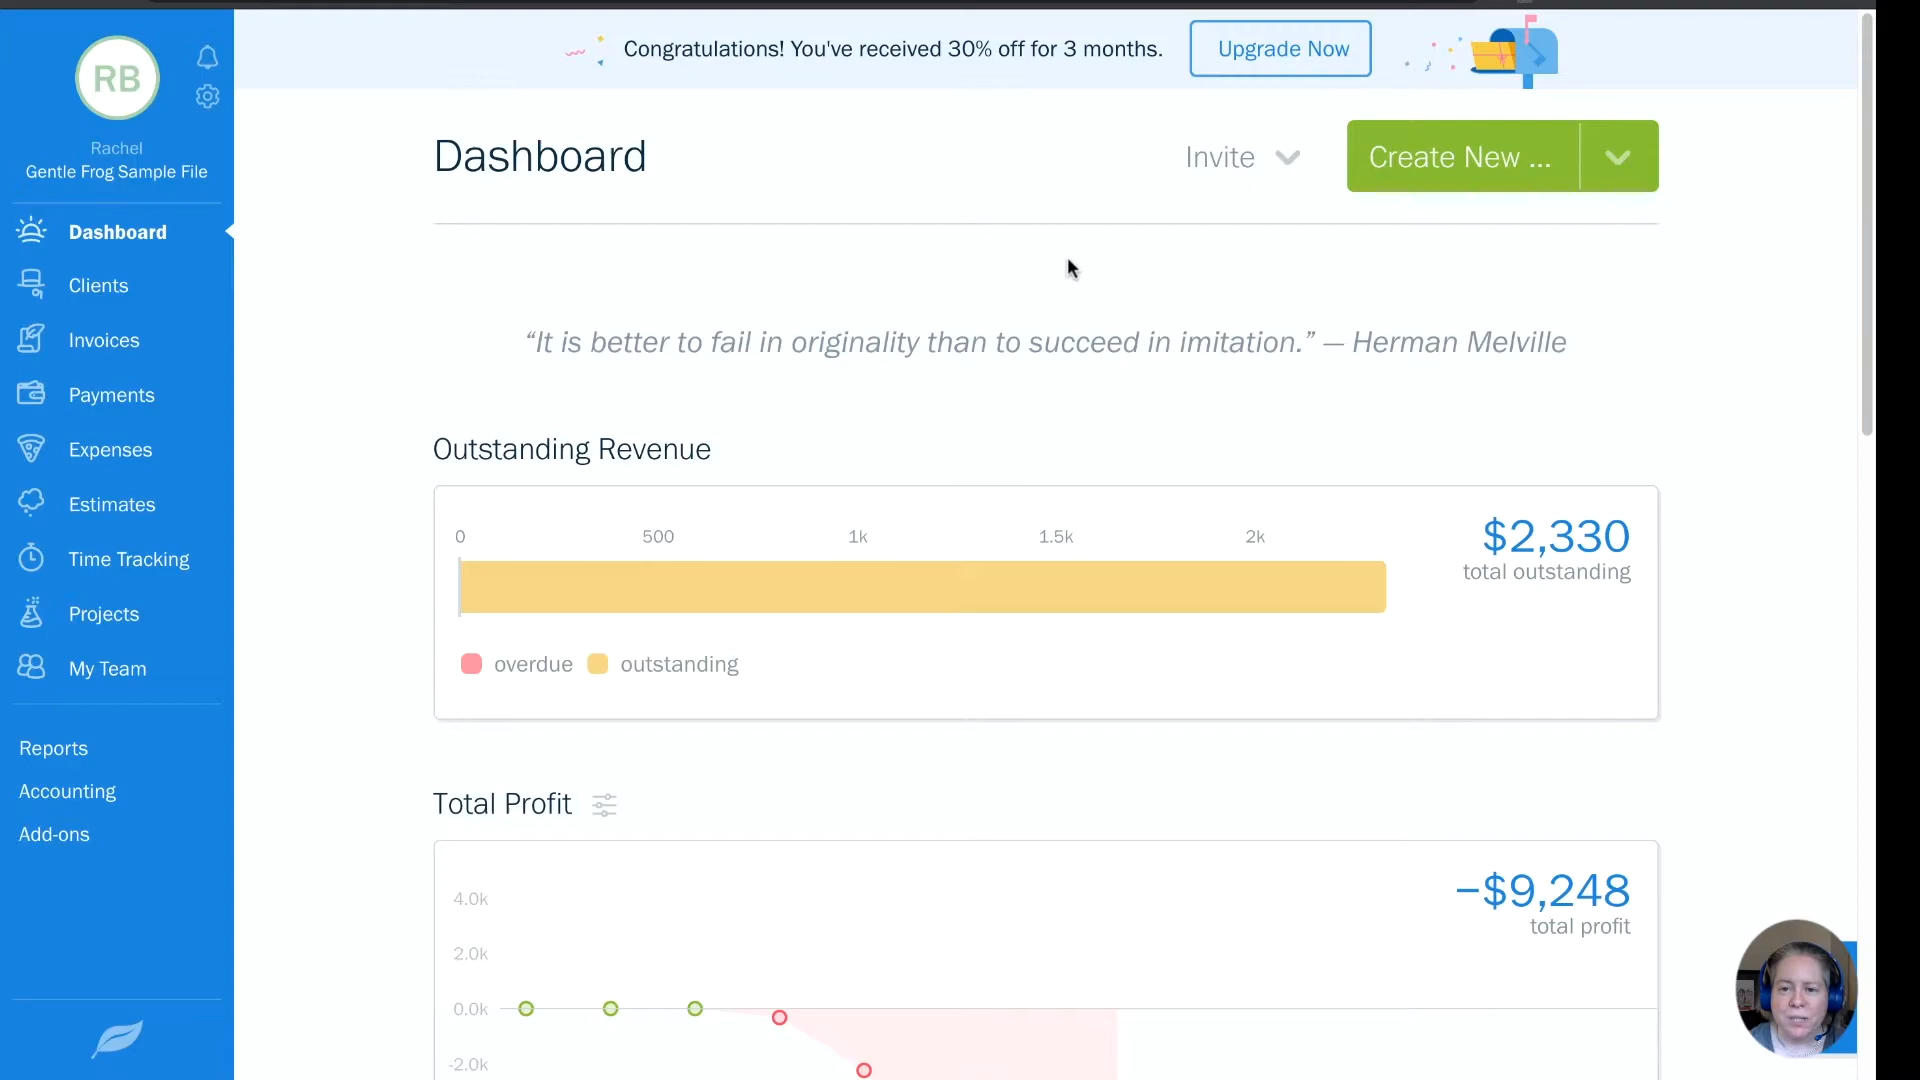 Congratulations! You've received 30% off for 3 months.
Upgrade Now
RB
Rachel
Gentle Frog Sample File
Dashboard
Clients
Invoices
Payments
Expenses
Estimates
Time Tracking
Projects
My Team
Reports
Accounting
Add-ons
Dashboard
Invite
Create New ...
“It is better to fail in originality than to succeed in imitation.” — Herman Melville
Outstanding Revenue
0 500 1k 1.5k 2k
$2,330
total outstanding
overdue outstanding
Total Profit
−$9,248
total profit
4.0k
2.0k
0.0k
-2.0k